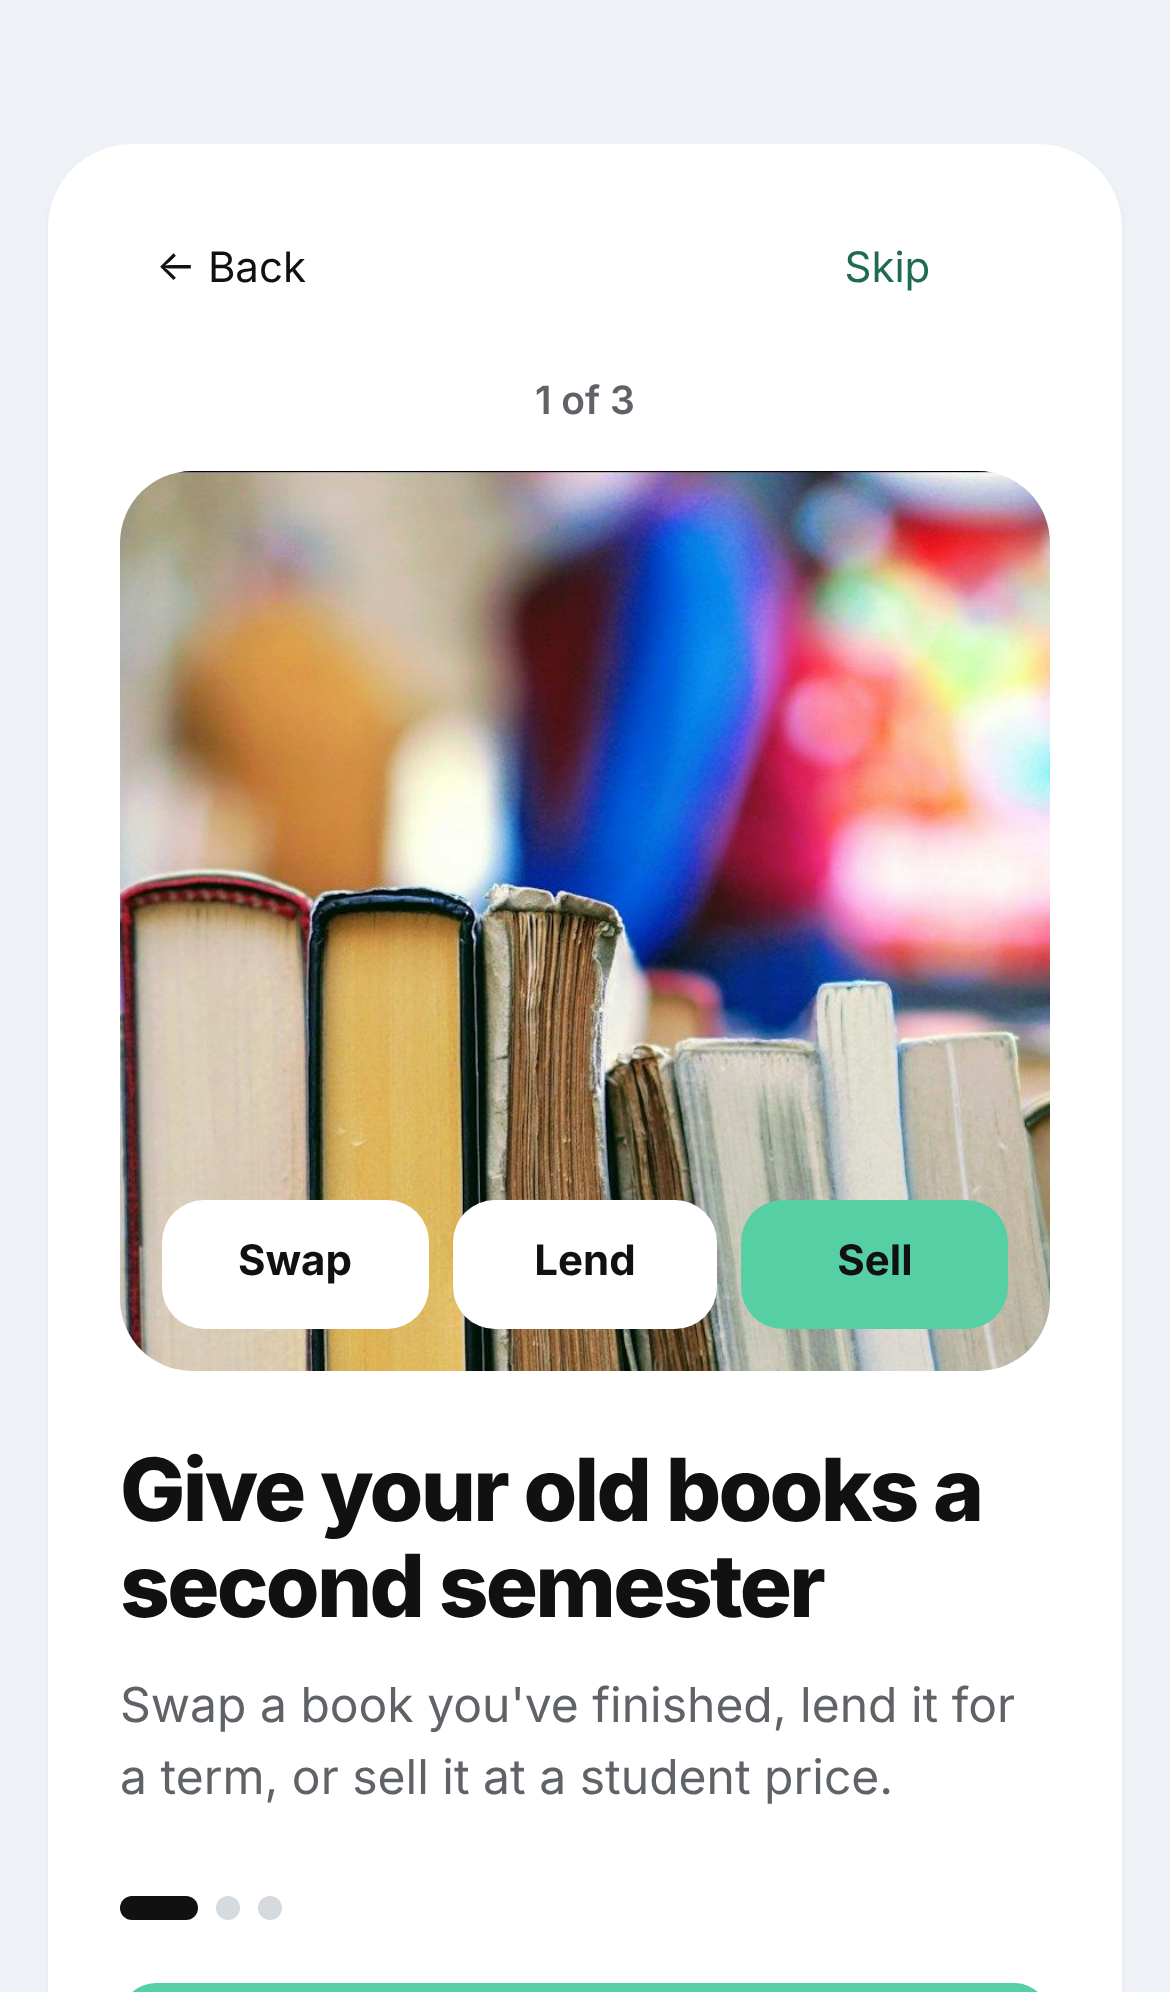 ← Back
Skip
1 of 3
Swap
Lend
Sell
Give your old books a
second semester
Swap a book you've finished, lend it for
a term, or sell it at a student price.